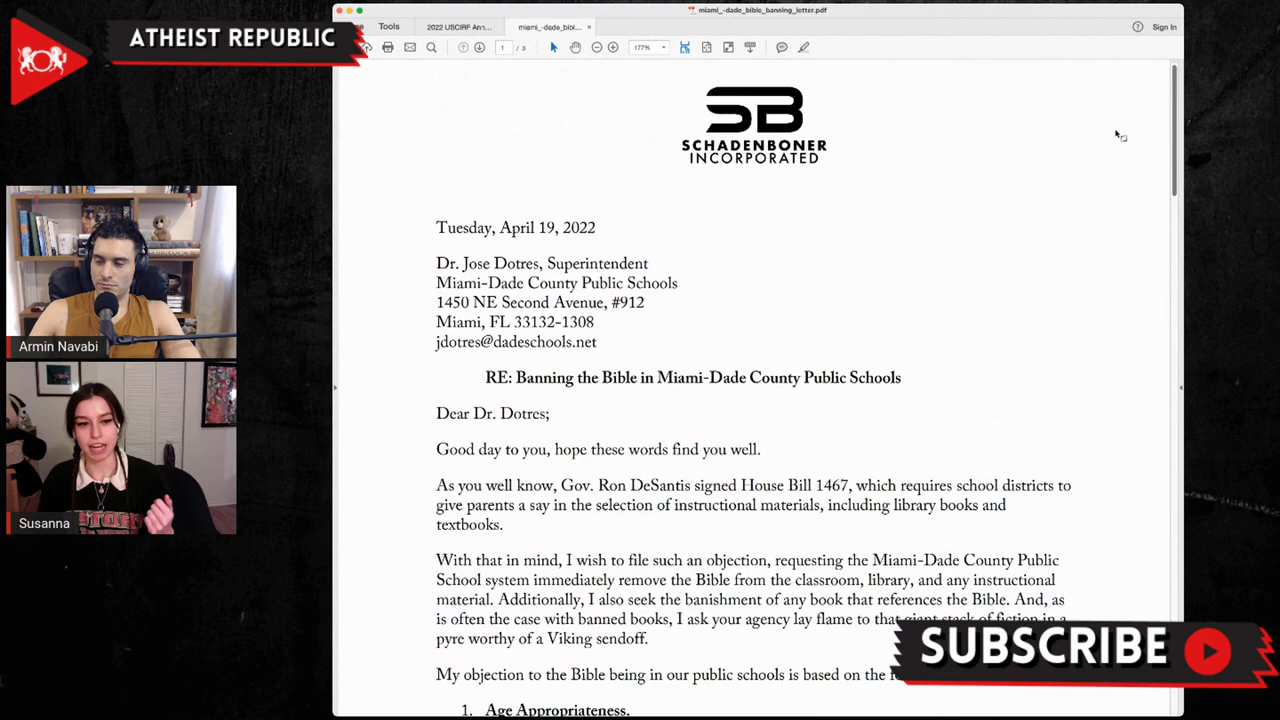 ATHEIST REPUBLIC
miami_-dade_bible_banning_letter.pdf
Tools
2022 USCIRF Ann...
miami_-dade_bibl...
Sign In
1 / 3
177%
SB
SCHADENBONER
INCORPORATED
Tuesday, April 19, 2022
Dr. Jose Dotres, Superintendent
Miami-Dade County Public Schools
1450 NE Second Avenue, #912
Miami, FL 33132-1308
jdotres@dadeschools.net
RE: Banning the Bible in Miami-Dade County Public Schools
Dear Dr. Dotres;
Good day to you, hope these words find you well.
As you well know, Gov. Ron DeSantis signed House Bill 1467, which requires school districts to
give parents a say in the selection of instructional materials, including library books and
textbooks.
With that in mind, I wish to file such an objection, requesting the Miami-Dade County Public
School system immediately remove the Bible from the classroom, library, and any instructional
material. Additionally, I also seek the banishment of any book that references the Bible. And, as
is often the case with banned books, I ask your agency lay flame to that giant stack of fiction in a
pyre worthy of a Viking sendoff.
My objection to the Bible being in our public schools is based on the
1. Age Appropriateness.
Armin Navabi
Susanna
SUBSCRIBE